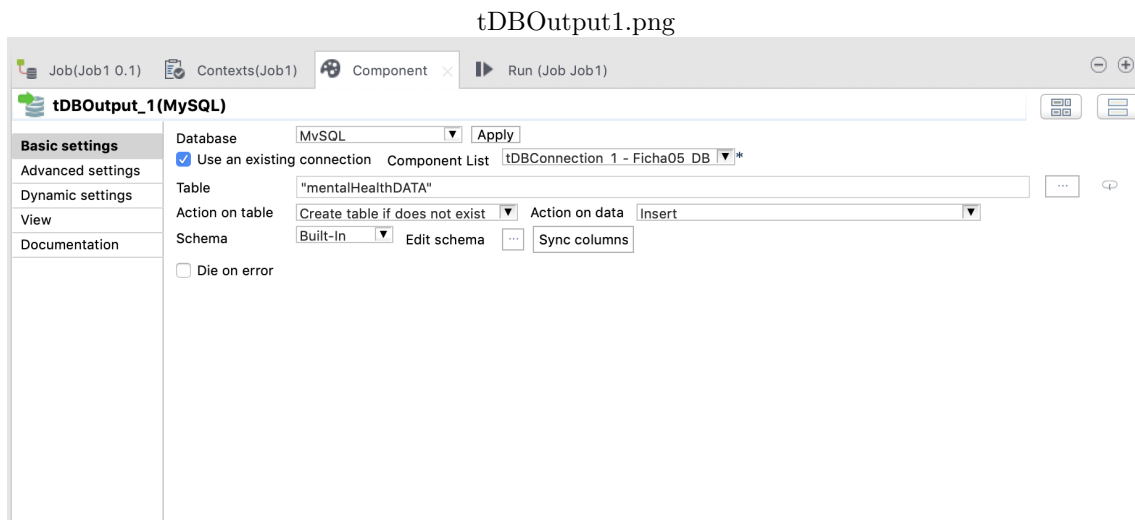 tDBOutput1.png
Job(Job1 0.1) Contexts(Job1) Component Run (Job Job1)
tDBOutput_1(MySQL)
Basic settings
Advanced settings
Dynamic settings
View
Documentation
Database MySQL Apply
Use an existing connection Component List tDBConnection_1 - Ficha05_DB *
Table "mentalHealthDATA" ...
Action on table Create table if does not exist Action on data Insert
Schema Built-In Edit schema ... Sync columns
Die on error